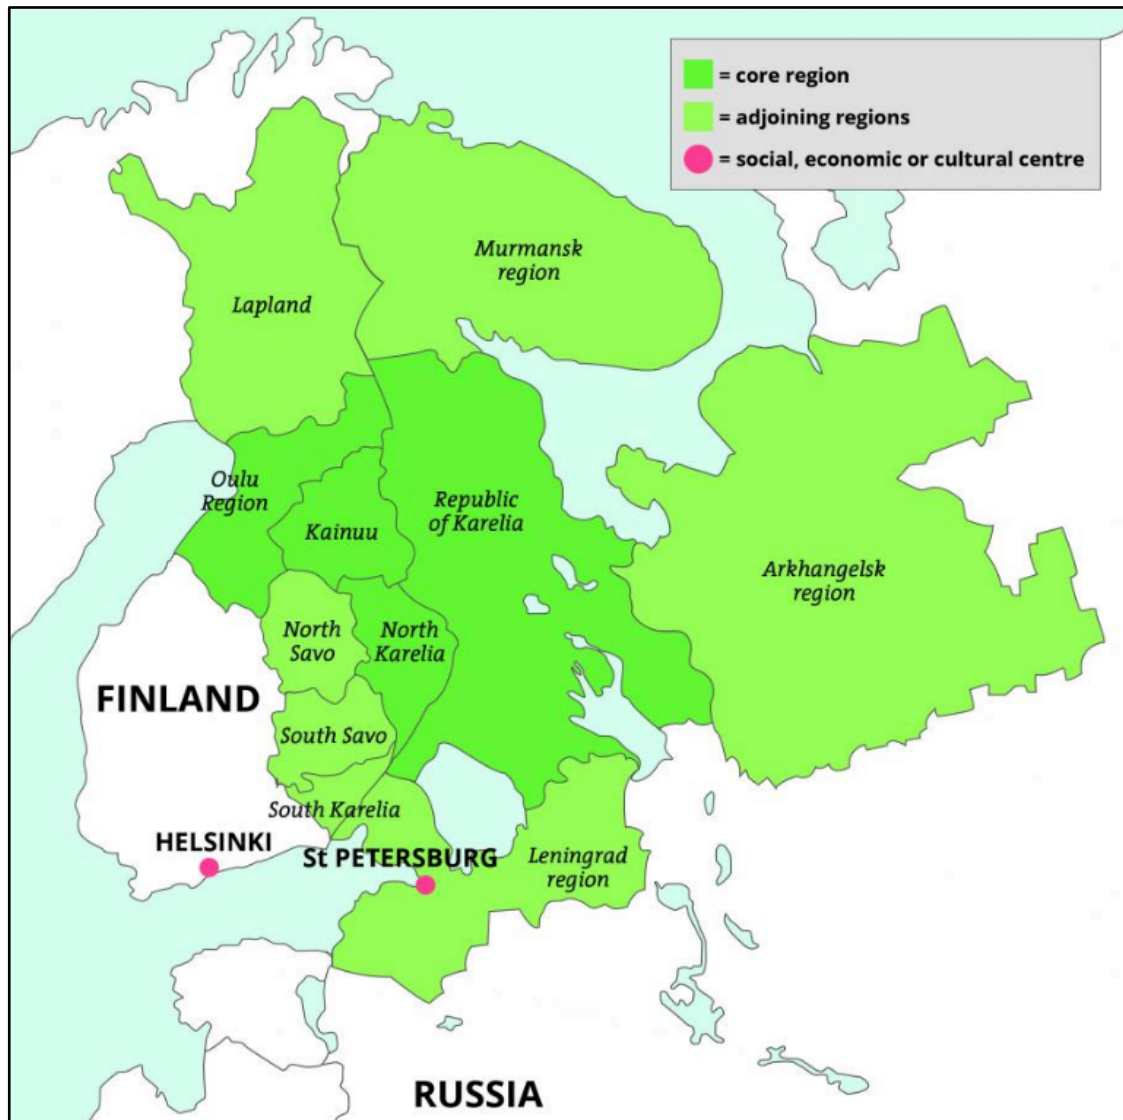 = core region
= adjoining regions
= social, economic or cultural centre
Murmansk
region
Lapland
Oulu
Region
Kainuu
Republic
of Karelia
Arkhangelsk
region
North
Savo
North
Karelia
FINLAND
South Savo
South Karelia
HELSINKI
St PETERSBURG
Leningrad
region
RUSSIA